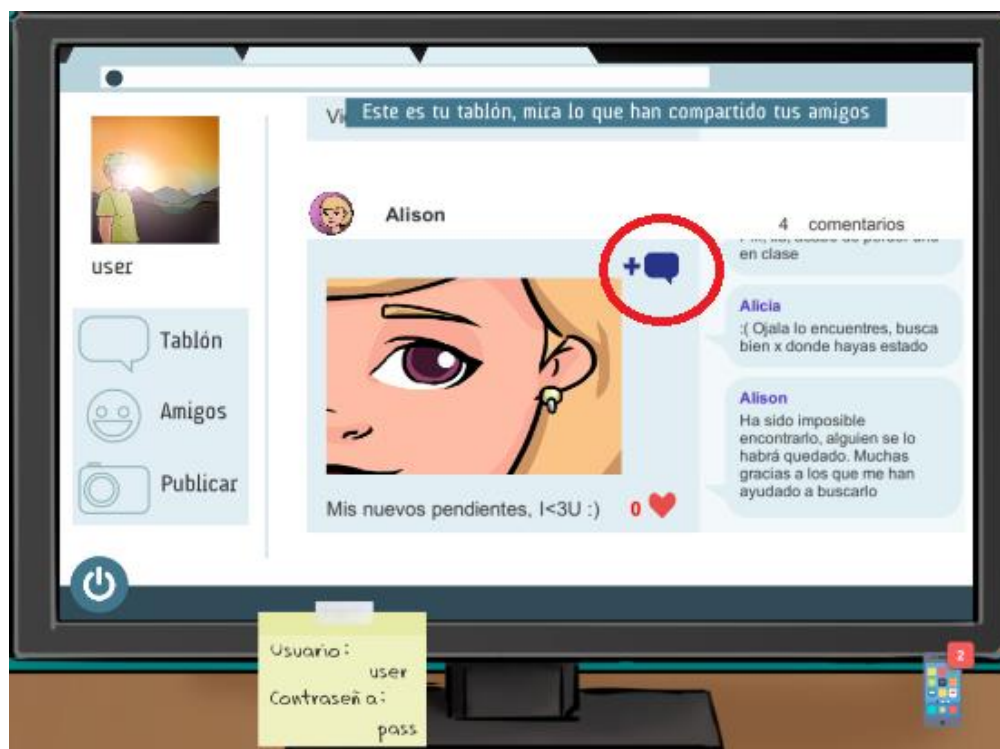 Este es tu tablón, mira lo que han compartido tus amigos
user
Tablón
Amigos
Publicar
Alison
4 comentarios
en clase
Alicia
:( Ojala lo encuentres, busca
bien x donde hayas estado
Alison
Ha sido imposible
encontrarlo, alguien se lo
habrá quedado. Muchas
gracias a los que me han
ayudado a buscarlo
Mis nuevos pendientes, I<3U :)
0
Usuario:
user
Contraseña:
pass
2